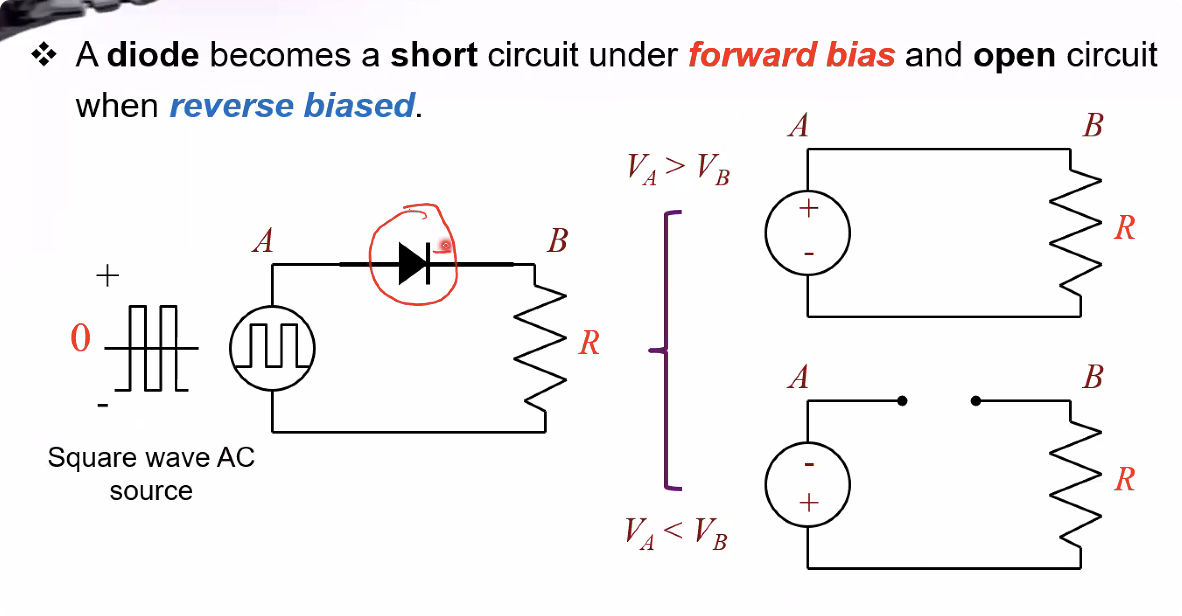 ❖ A diode becomes a short circuit under forward bias and open circuit
when reverse biased.
A B
V_A > V_B
+
-
R
A B
+
0
-
R
Square wave AC
source
A B
-
+
R
V_A < V_B